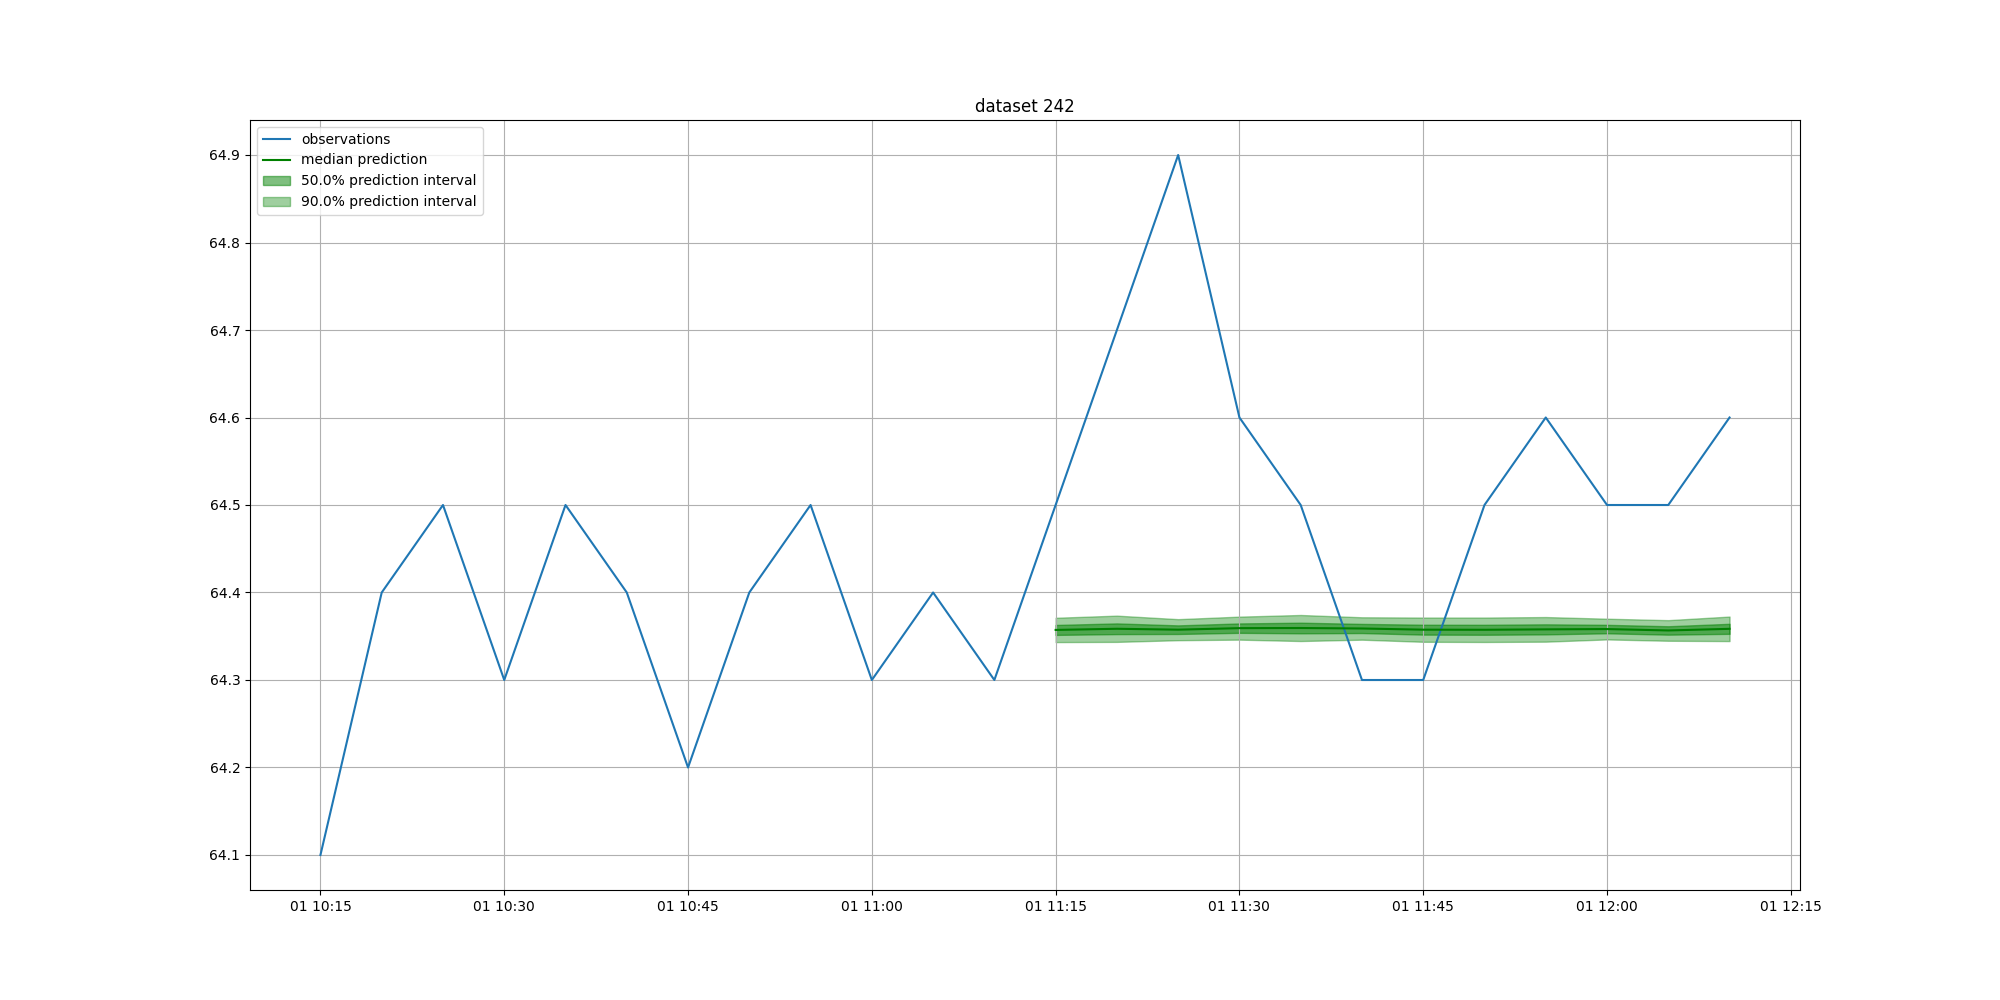 dataset 242
observations
median prediction
50.0% prediction interval
90.0% prediction interval
64.9
64.8
64.7
64.6
64.5
64.4
64.3
64.2
64.1
01 10:15 01 10:30 01 10:45 01 11:00 01 11:15 01 11:30 01 11:45 01 12:00 01 12:15